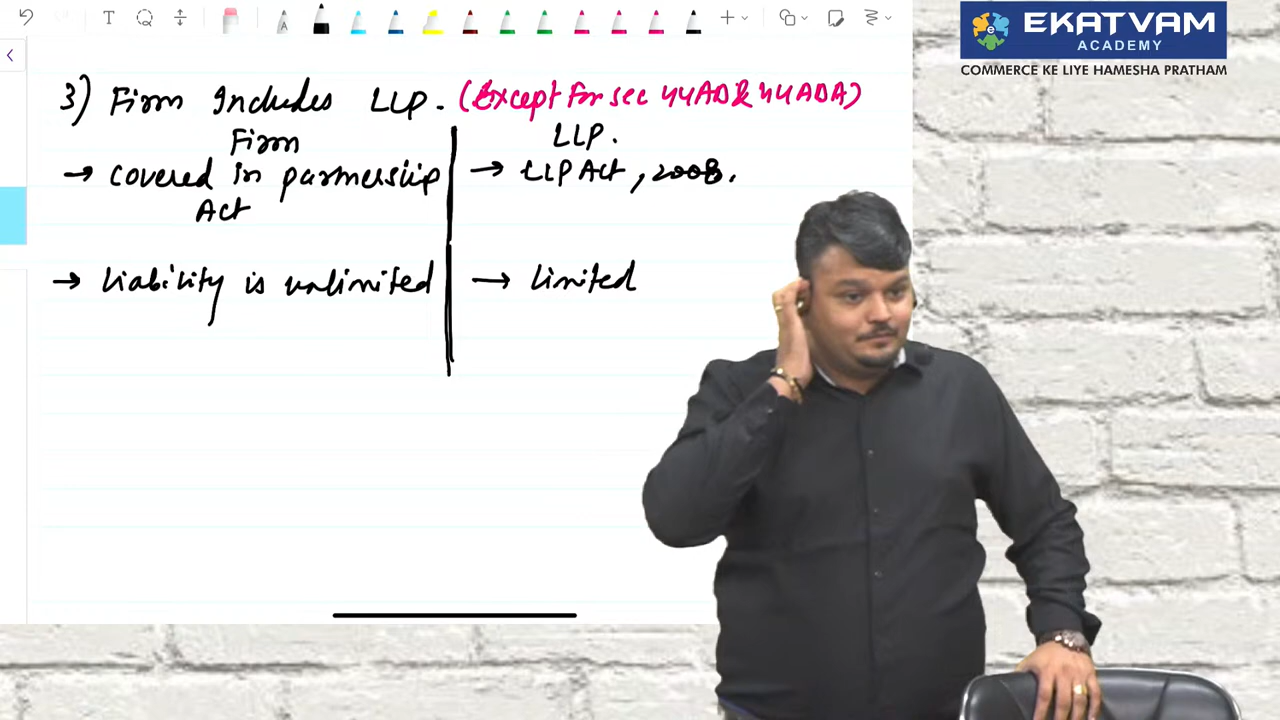 EKATVAM
ACADEMY
COMMERCE KE LIYE HAMESHA PRATHAM
3) Firm Includes LLP. (Except for sec 44AD & 44ADA)
Firm
LLP.
→ covered in partnership
Act
→ LLP Act, 2008.
→ Liability is unlimited
→ Limited